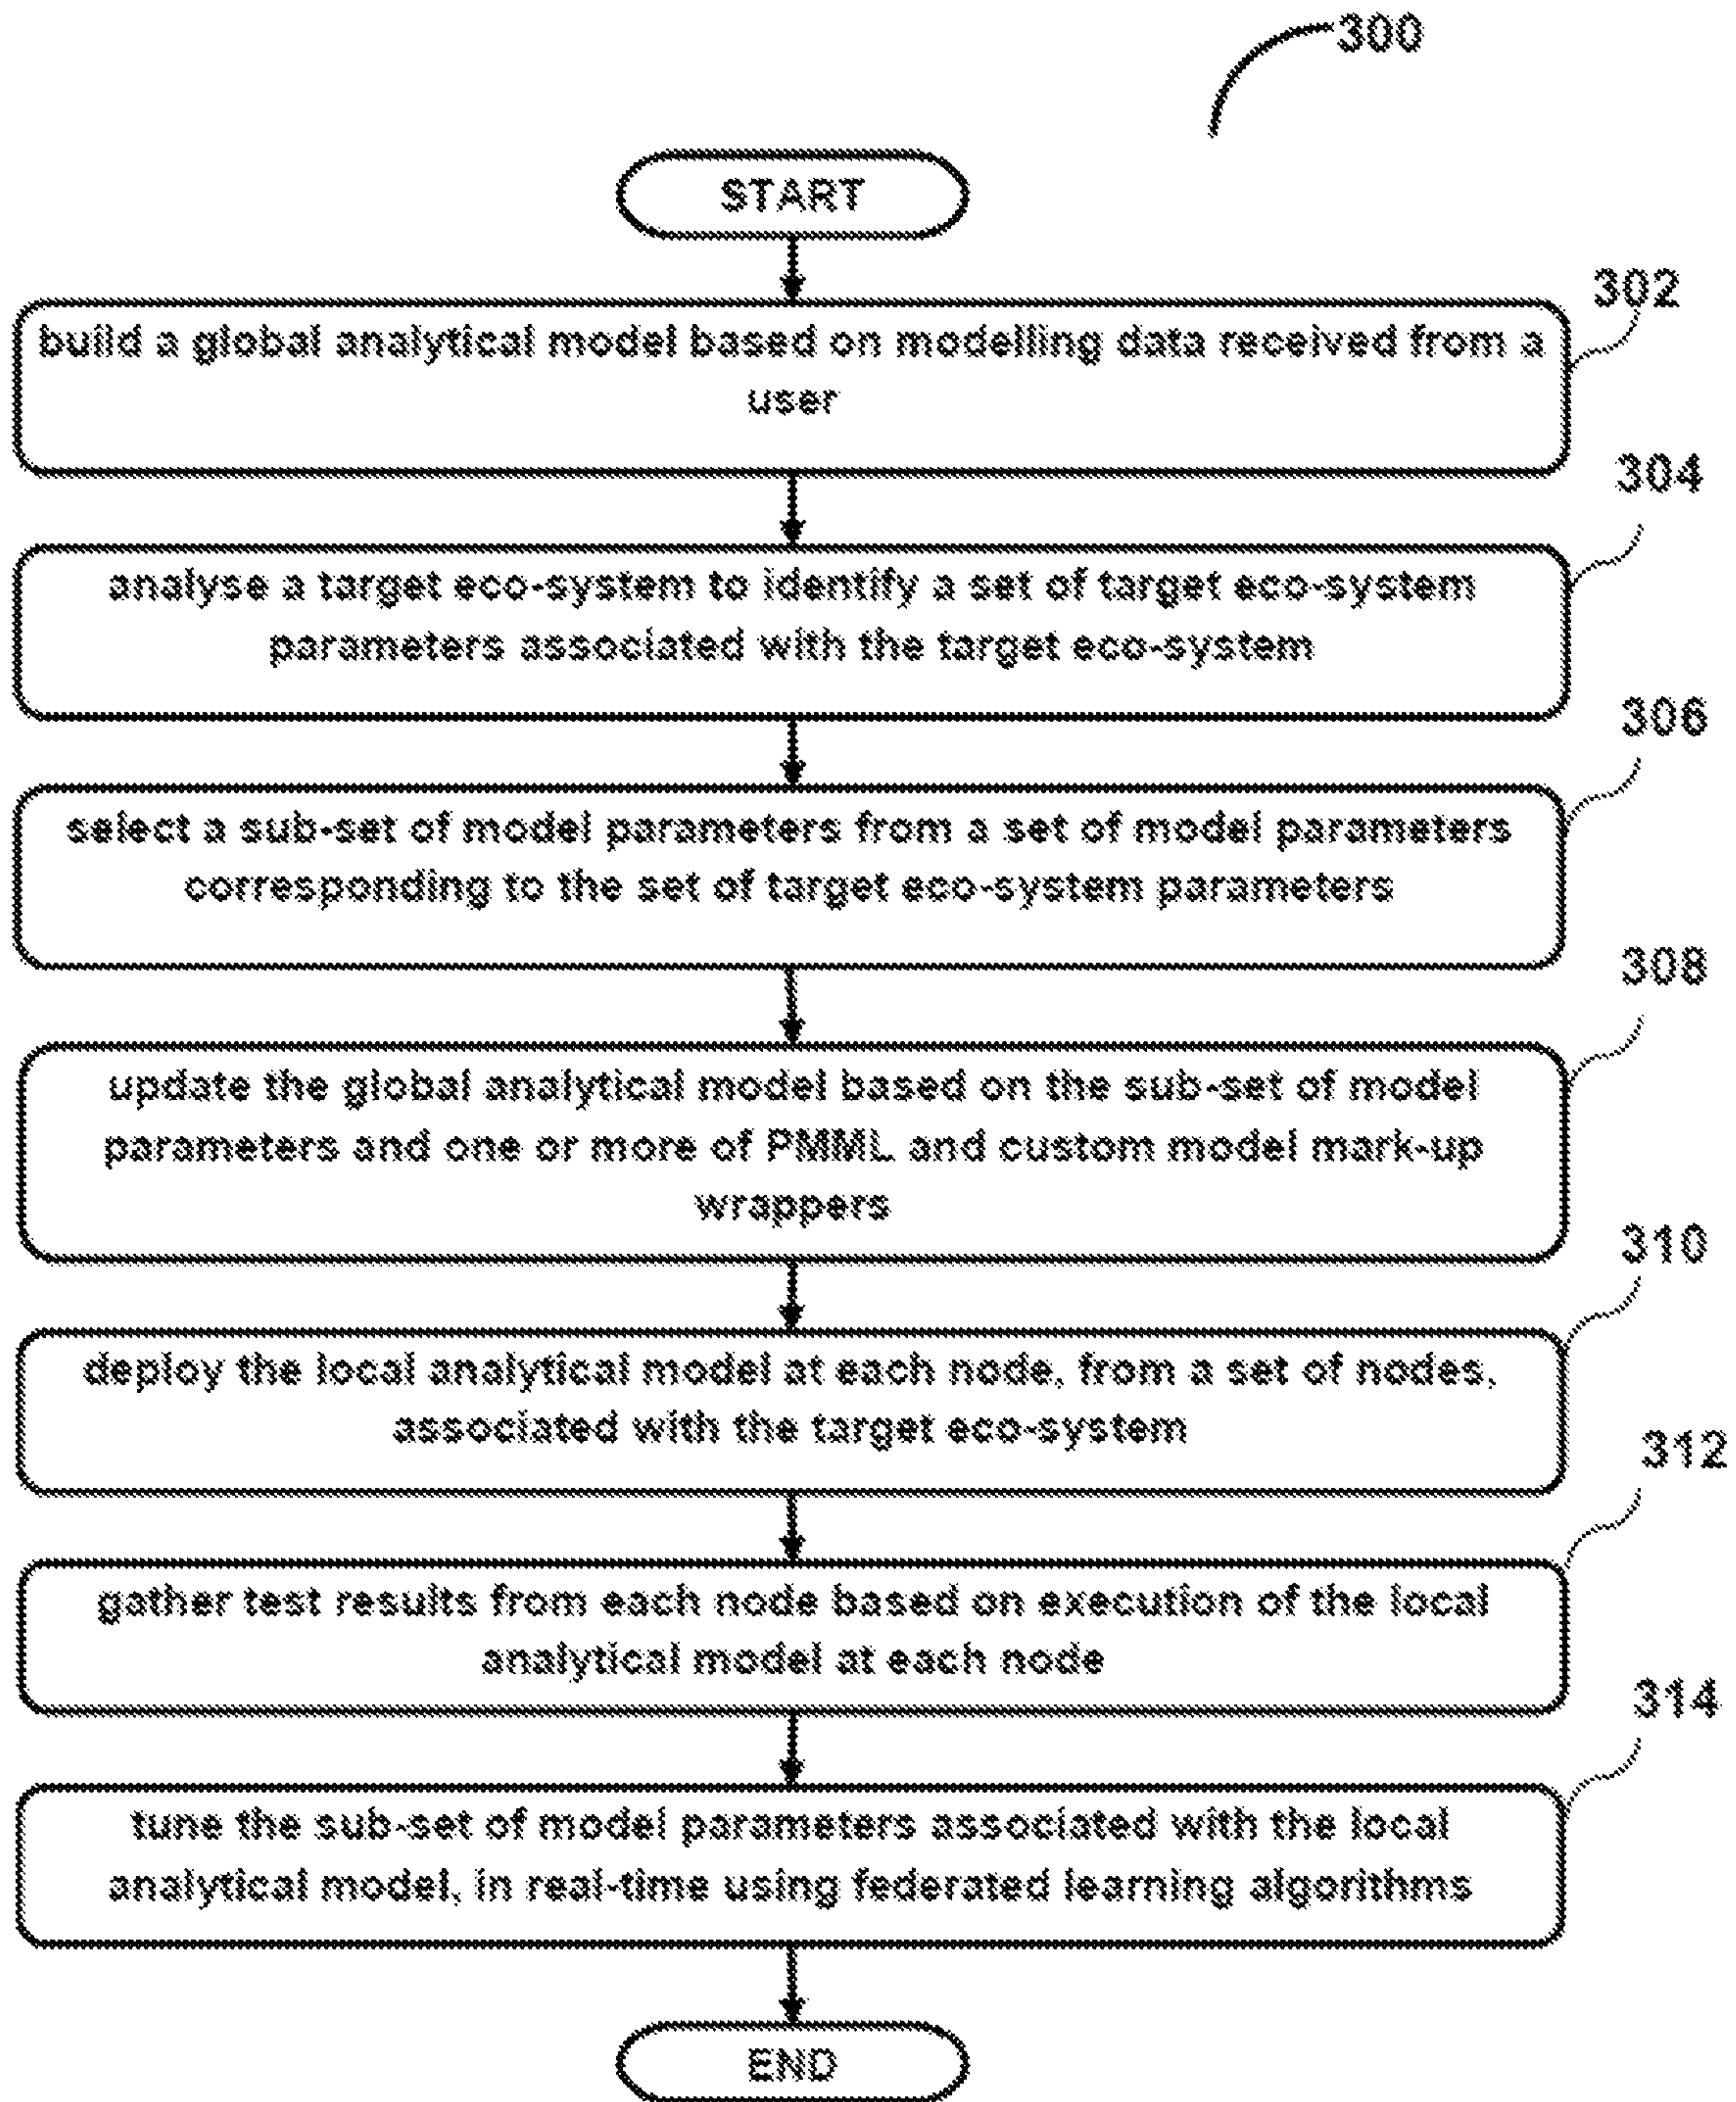 300
START
302
build a global analytical model based on modelling data received from a
user
304
analyse a target eco-system to identify a set of target eco-system
parameters associated with the target eco-system
306
select a sub-set of model parameters from a set of model parameters
corresponding to the set of target eco-system parameters
308
update the global analytical model based on the sub-set of model
parameters and one or more of PMML and custom model mark-up
wrappers
310
deploy the local analytical model at each node, from a set of nodes,
associated with the target eco-system
312
gather test results from each node based on execution of the local
analytical model at each node
314
tune the sub-set of model parameters associated with the local
analytical model, in real-time using federated learning algorithms
END